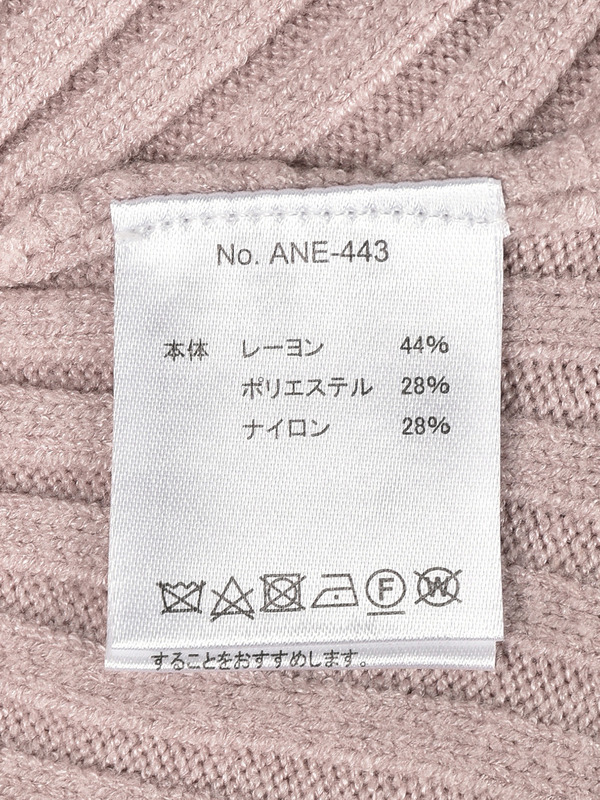 No. ANE-443
本体 レーヨン 44%
ポリエステル 28%
ナイロン 28%
F W
することをおすすめします。